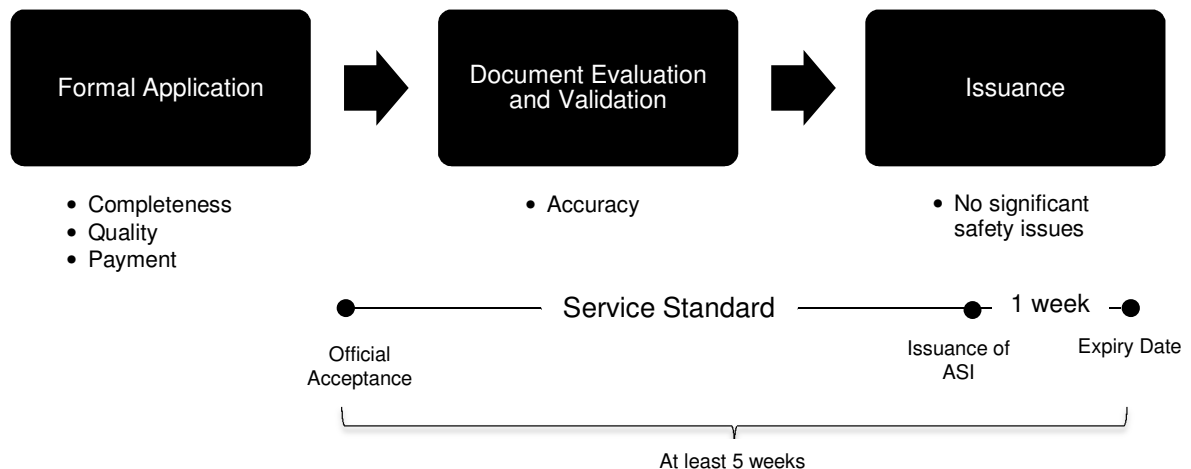 Formal Application
Document Evaluation
and Validation
Issuance
• Completeness
• Quality
• Payment
• Accuracy
• No significant
safety issues
Service Standard
1 week
Official
Acceptance
Issuance of
ASI
Expiry Date
At least 5 weeks